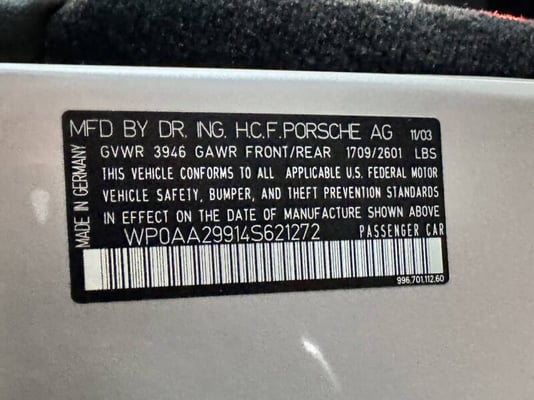 MFD BY DR. ING. H.C.F. PORSCHE AG 11/03
GVWR 3946 GAWR FRONT/REAR 1709/2601 LBS
THIS VEHICLE CONFORMS TO ALL APPLICABLE U.S. FEDERAL MOTOR
VEHICLE SAFETY, BUMPER, AND THEFT PREVENTION STANDARDS
IN EFFECT ON THE DATE OF MANUFACTURE SHOWN ABOVE
WP0AA29914S621272 PASSENGER CAR
996.701.112.60
MADE IN GERMANY